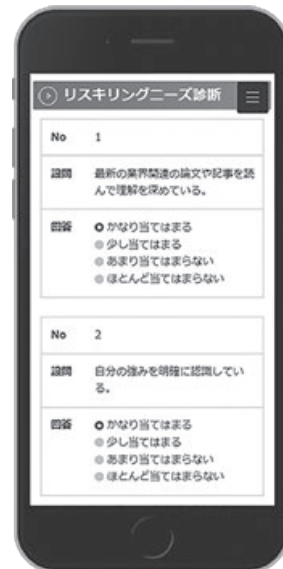 リスキリングニーズ診断
No 1
設問 最新の業界関連の論文や記事を読
んで理解を深めている。
回答 かなり当てはまる
少し当てはまる
あまり当てはまらない
ほとんど当てはまらない
No 2
設問 自分の強みを明確に認識してい
る。
回答 かなり当てはまる
少し当てはまる
あまり当てはまらない
ほとんど当てはまらない